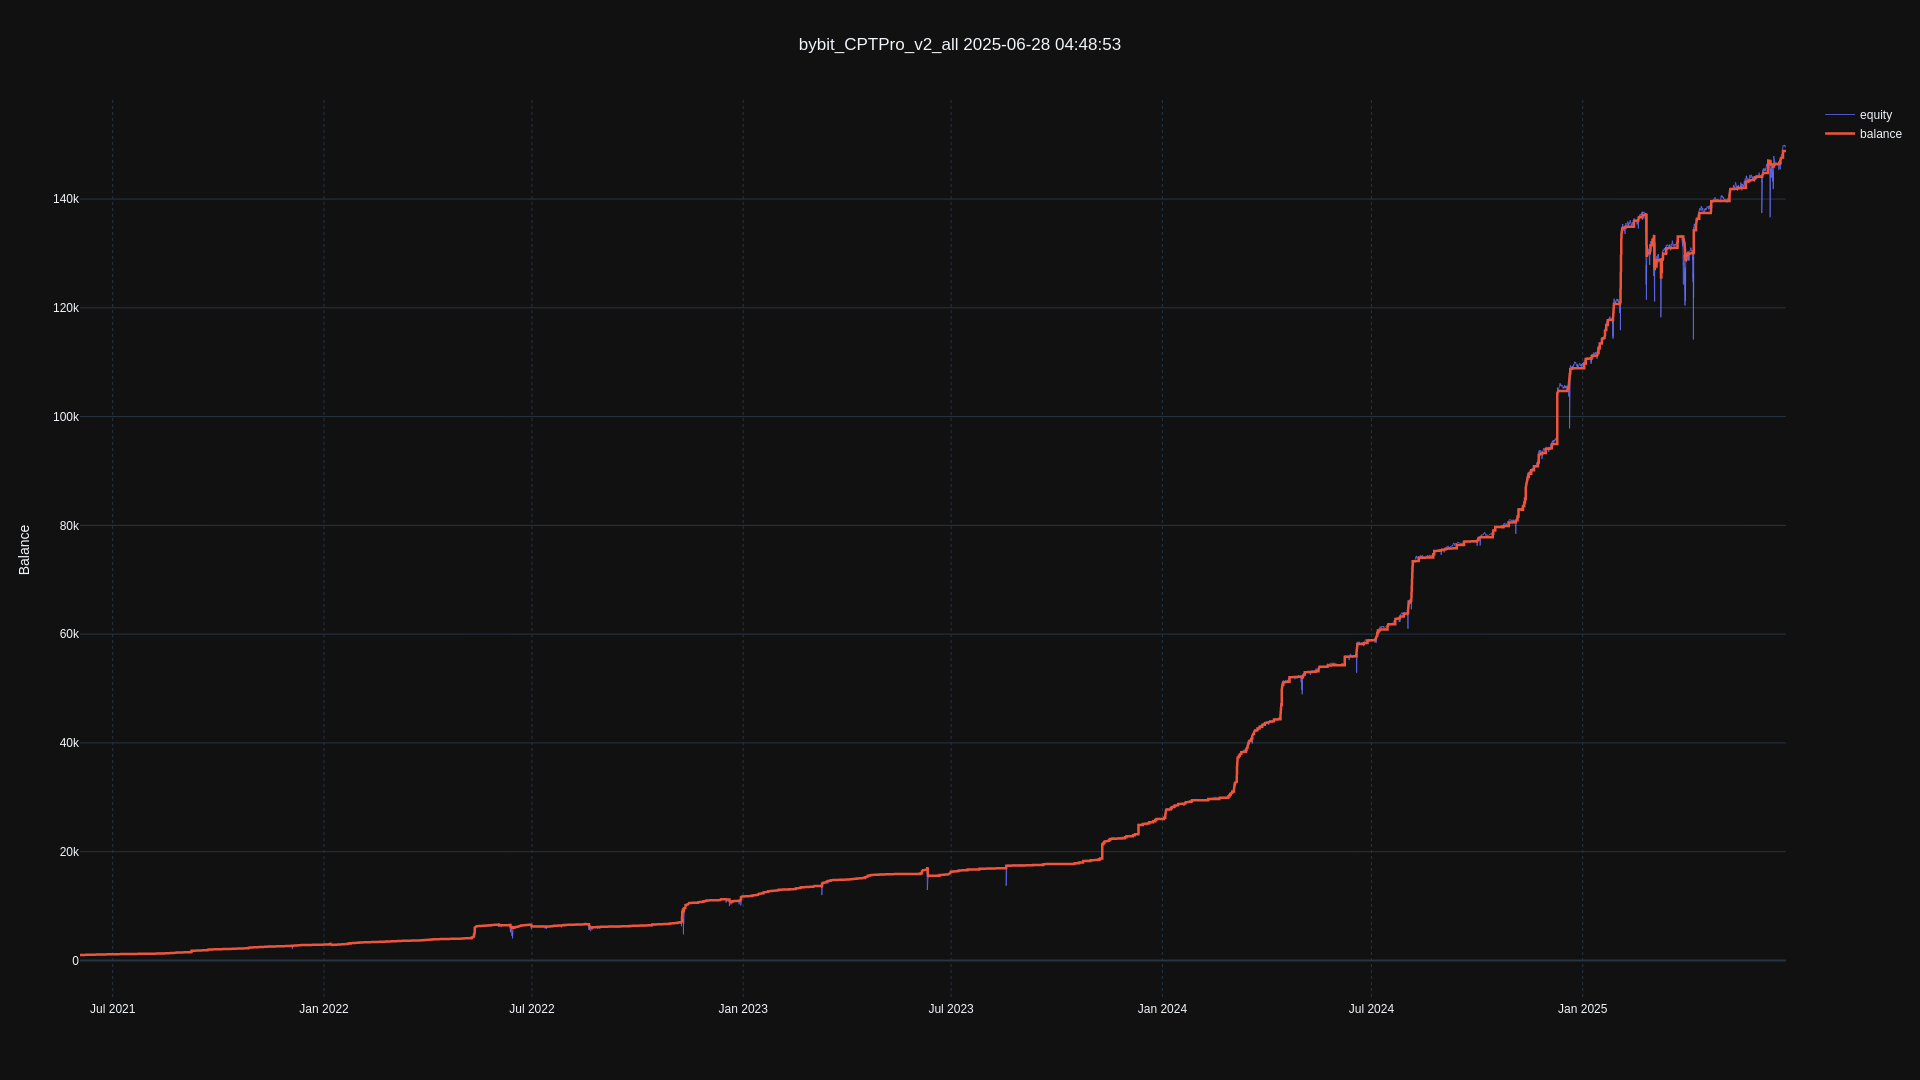 bybit_CPTPro_v2_all 2025-06-28 04:48:53
equity
balance
140k
120k
100k
80k
60k
40k
20k
0
Balance
Jul 2021
Jan 2022
Jul 2022
Jan 2023
Jul 2023
Jan 2024
Jul 2024
Jan 2025